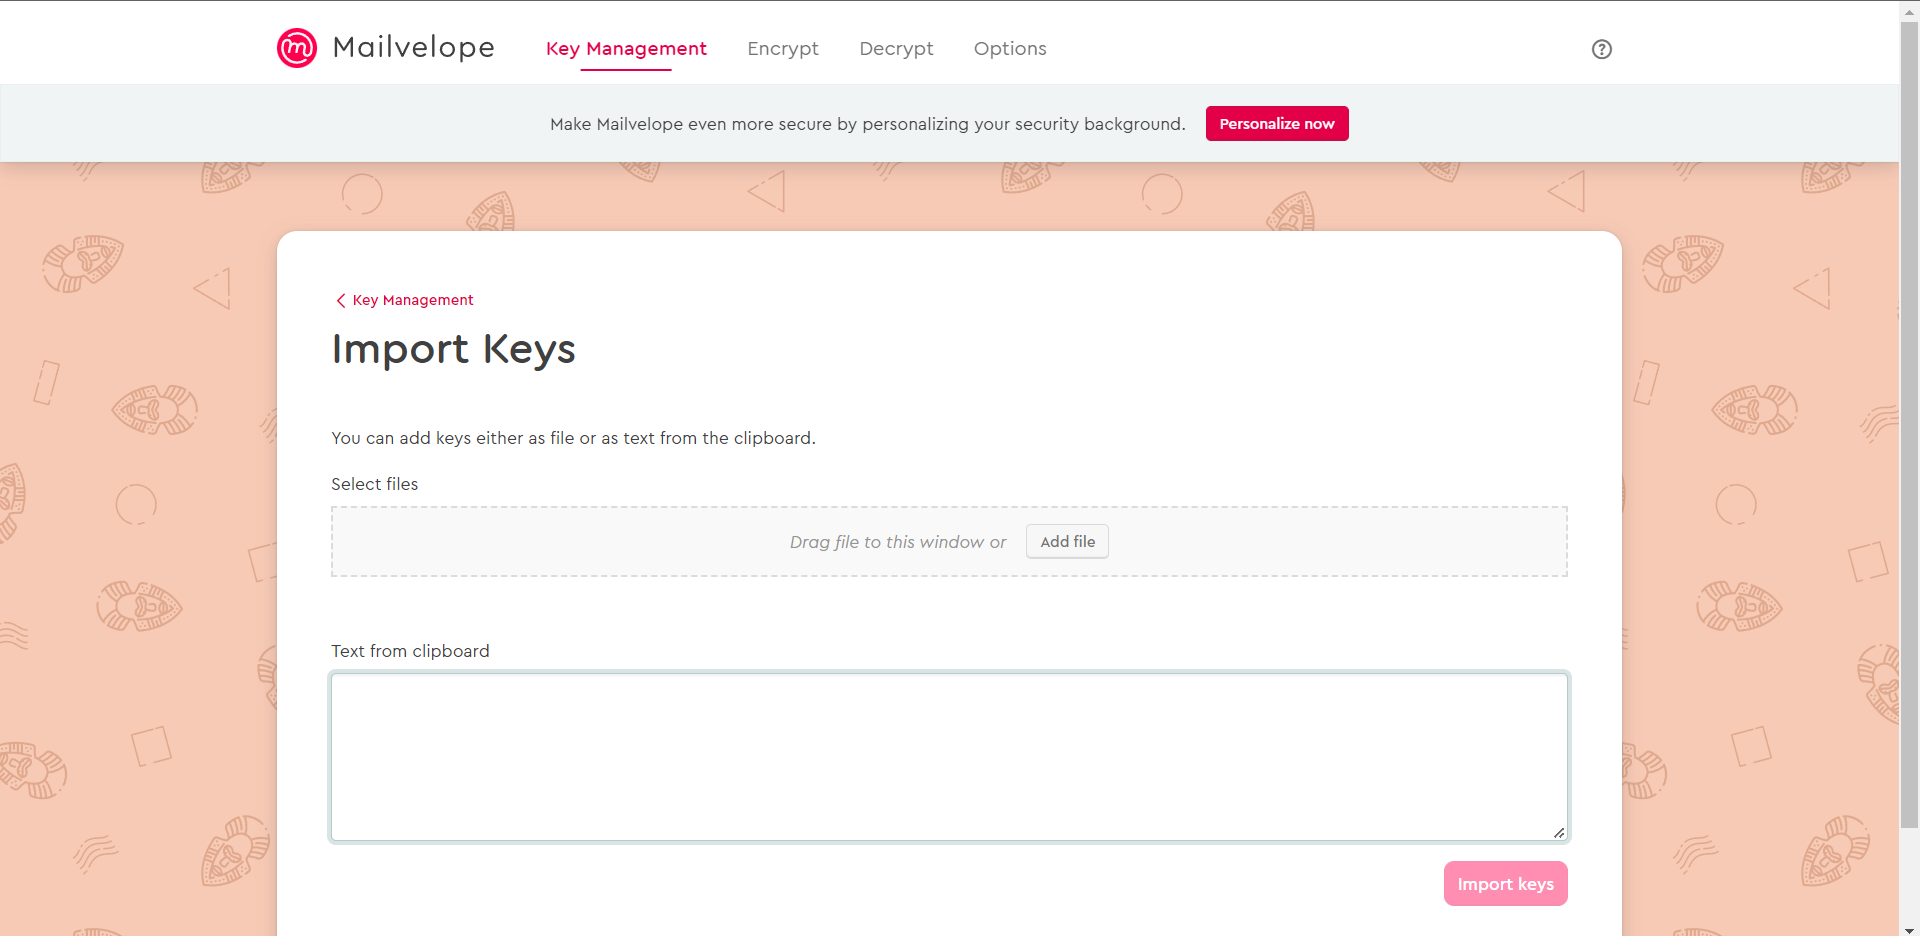 Mailvelope Key Management Encrypt Decrypt Options
Make Mailvelope even more secure by personalizing your security background. Personalize now
Key Management
Import Keys
You can add keys either as file or as text from the clipboard.
Select files
Drag file to this window or Add file
Text from clipboard
Import keys